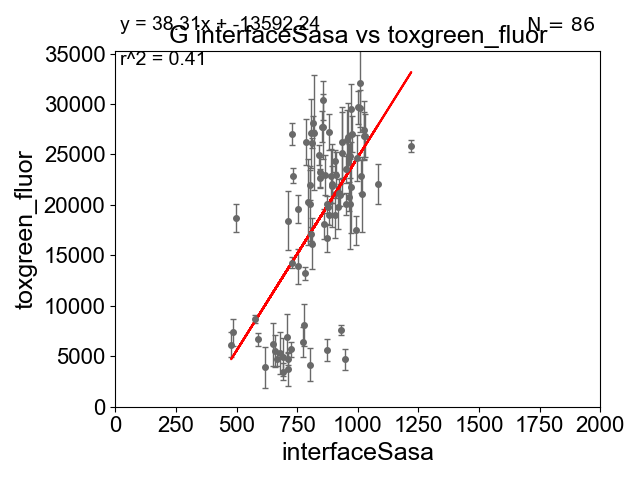 y = 38.31x + -13592.24
N = 86
G interfaceSasa vs toxgreen_fluor
r^2 = 0.41
35000
30000
25000
20000
15000
10000
5000
0
toxgreen_fluor
0 250 500 750 1000 1250 1500 1750 2000
interfaceSasa